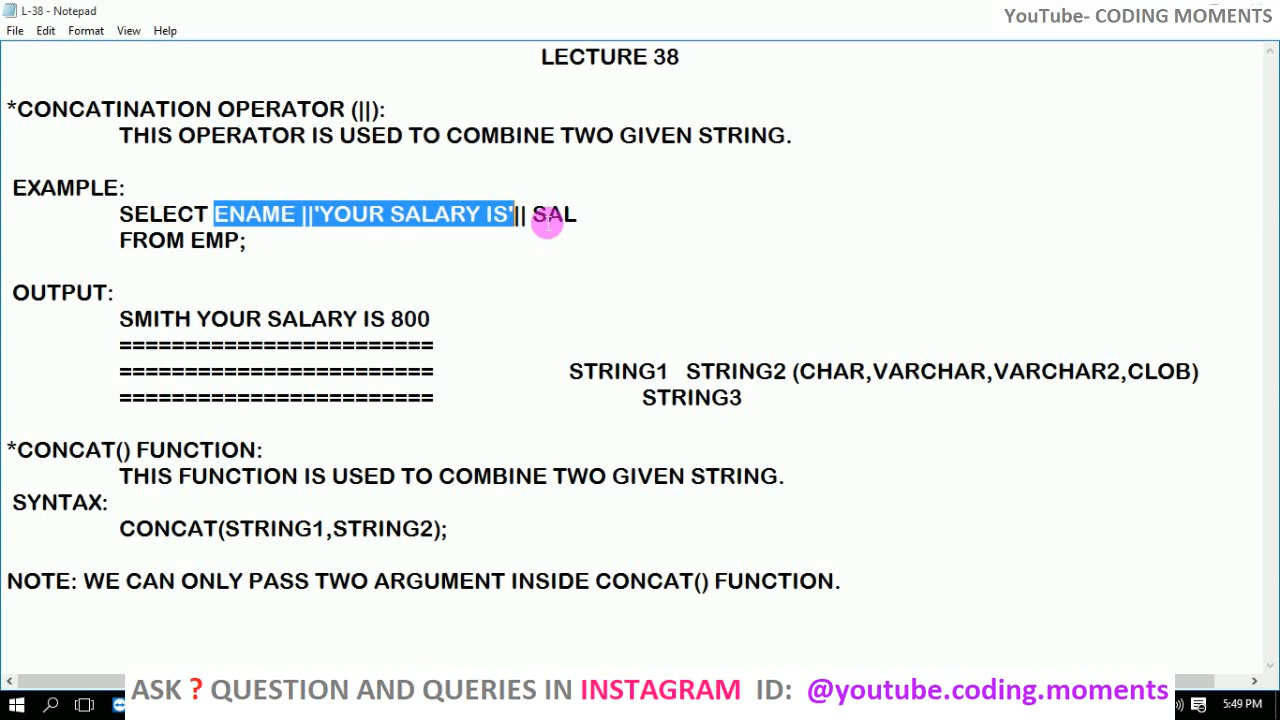 L-38 - Notepad
YouTube- CODING MOMENTS
File Edit Format View Help
LECTURE 38
*CONCATINATION OPERATOR (||):
THIS OPERATOR IS USED TO COMBINE TWO GIVEN STRING.
EXAMPLE:
SELECT ENAME ||'YOUR SALARY IS'|| SAL
FROM EMP;
OUTPUT:
SMITH YOUR SALARY IS 800
========================
========================
STRING1 STRING2 (CHAR,VARCHAR,VARCHAR2,CLOB)
========================
STRING3
*CONCAT() FUNCTION:
THIS FUNCTION IS USED TO COMBINE TWO GIVEN STRING.
SYNTAX:
CONCAT(STRING1,STRING2);
NOTE: WE CAN ONLY PASS TWO ARGUMENT INSIDE CONCAT() FUNCTION.
ASK ? QUESTION AND QUERIES IN INSTAGRAM ID: @youtube.coding.moments
5:49 PM